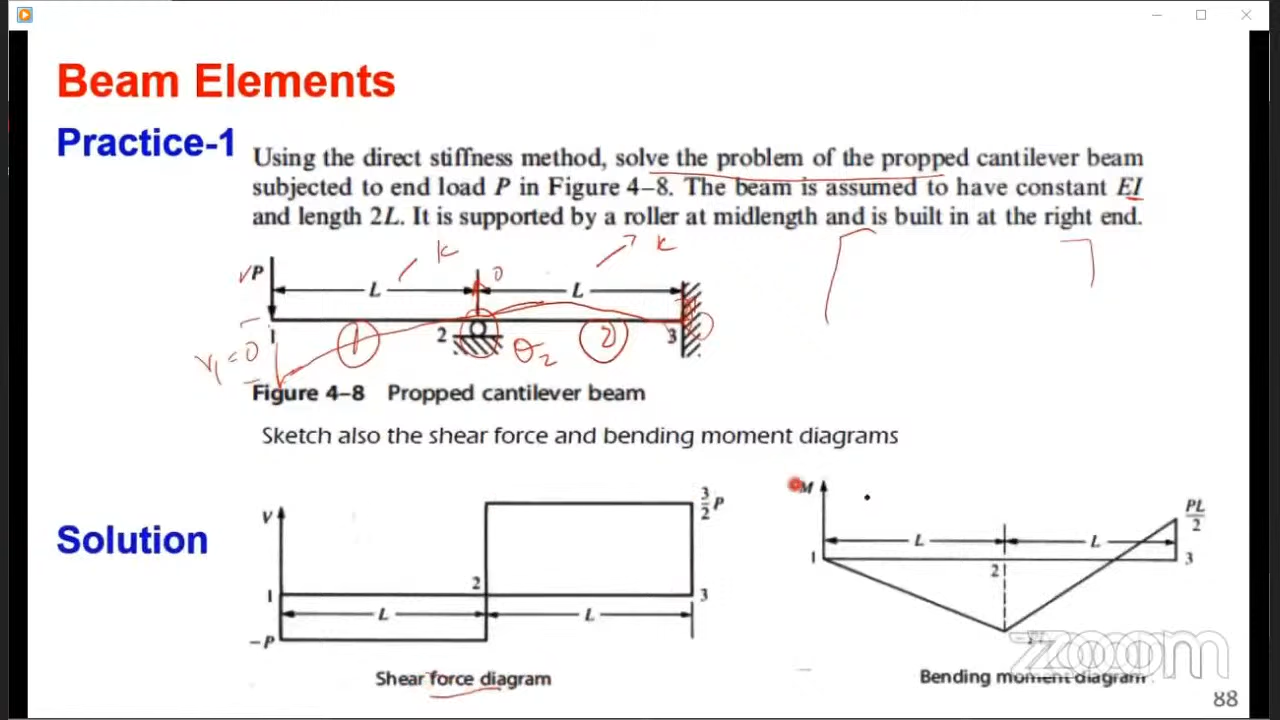 Beam Elements
Practice-1
Using the direct stiffness method, solve the problem of the propped cantilever beam
subjected to end load P in Figure 4–8. The beam is assumed to have constant EI
and length 2L. It is supported by a roller at midlength and is built in at the right end.
k
k
P
L
0
L
1
2
3
v₁ = 0
1
θ₂
2
Figure 4–8 Propped cantilever beam
Sketch also the shear force and bending moment diagrams
Solution
V
3/2 P
1
2
3
L
L
−P
Shear force diagram
M
PL/2
L
L
1
2
3
Bending moment diagram
zoom
88